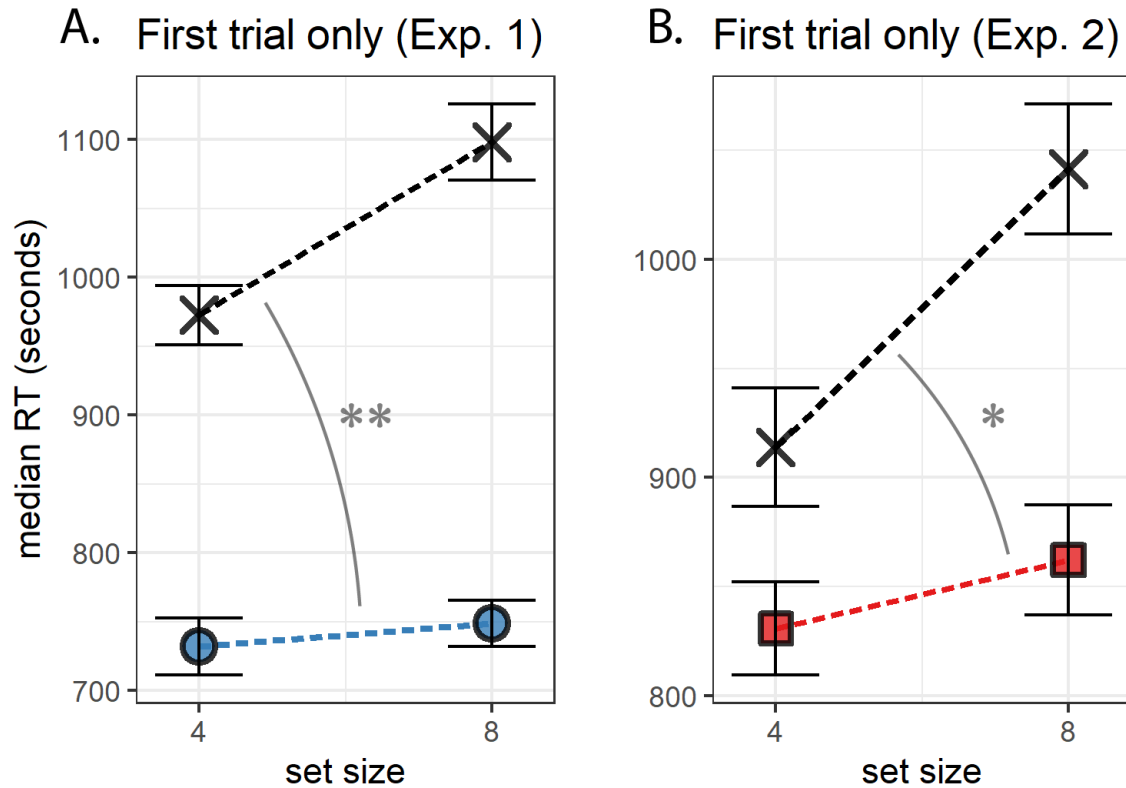 A. First trial only (Exp. 1)
median RT (seconds)
1100
1000
900
800
700
**
4 8
set size
B. First trial only (Exp. 2)
1000
900
800
*
4 8
set size